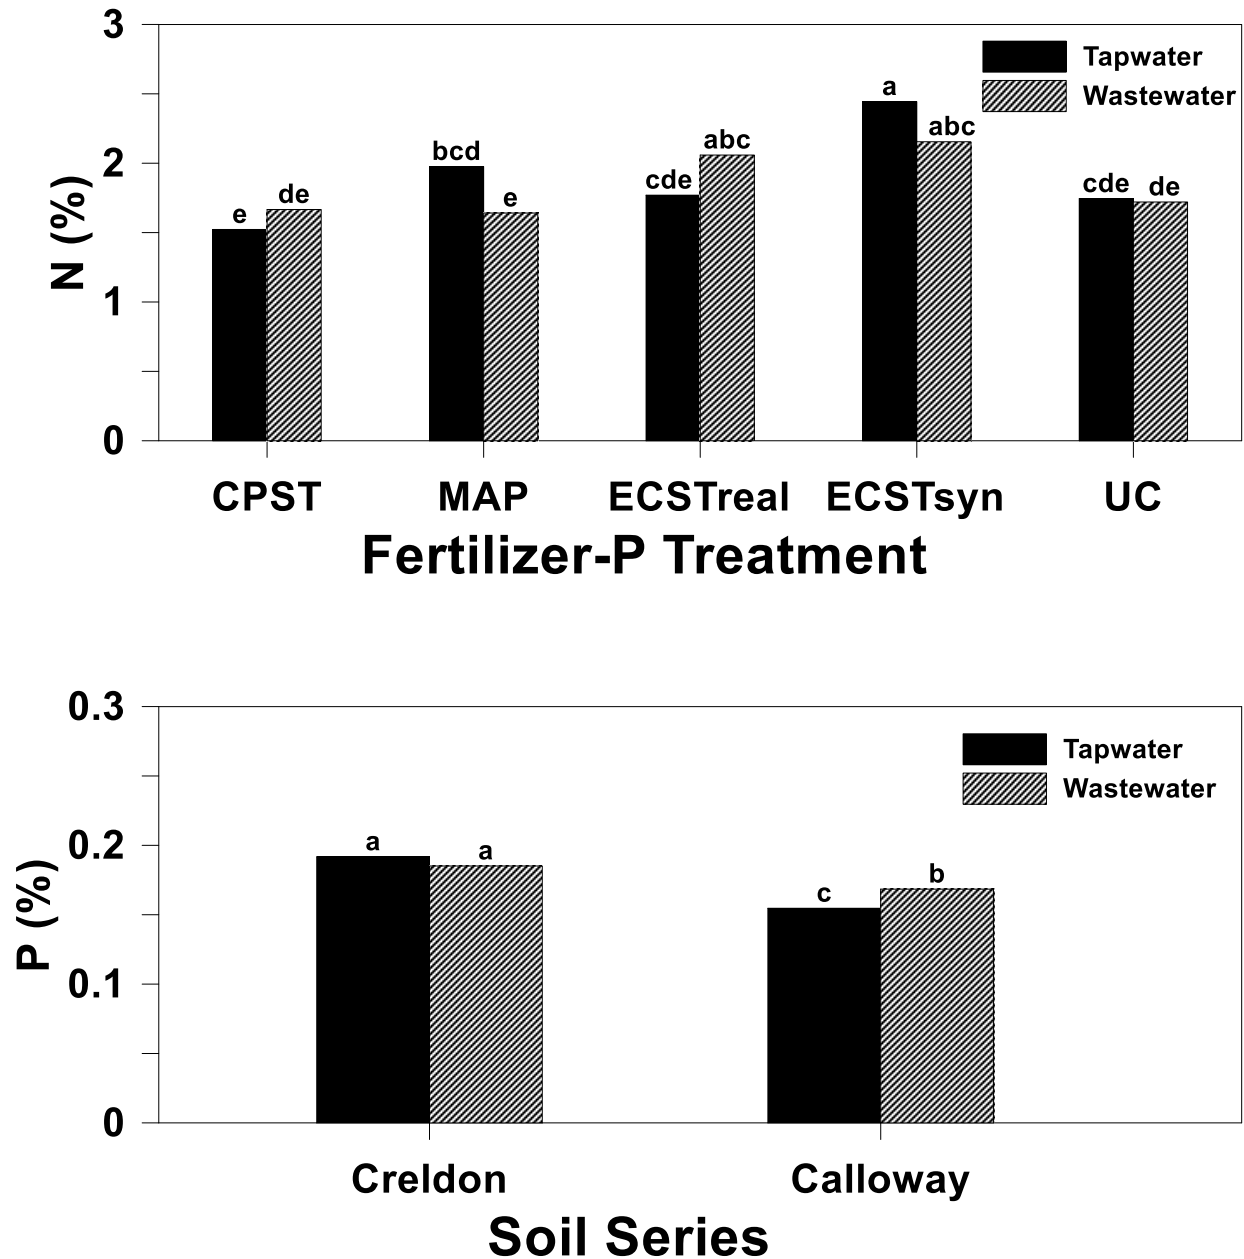 3
Tapwater
Wastewater
a
abc
abc
bcd
2
cde
e
de
e
cde
de
N (%)
1
0
CPST MAP ECSTreal ECSTsyn UC
Fertilizer-P Treatment
0.3
Tapwater
Wastewater
a
a
0.2
b
c
P (%)
0.1
0
Creldon Calloway
Soil Series